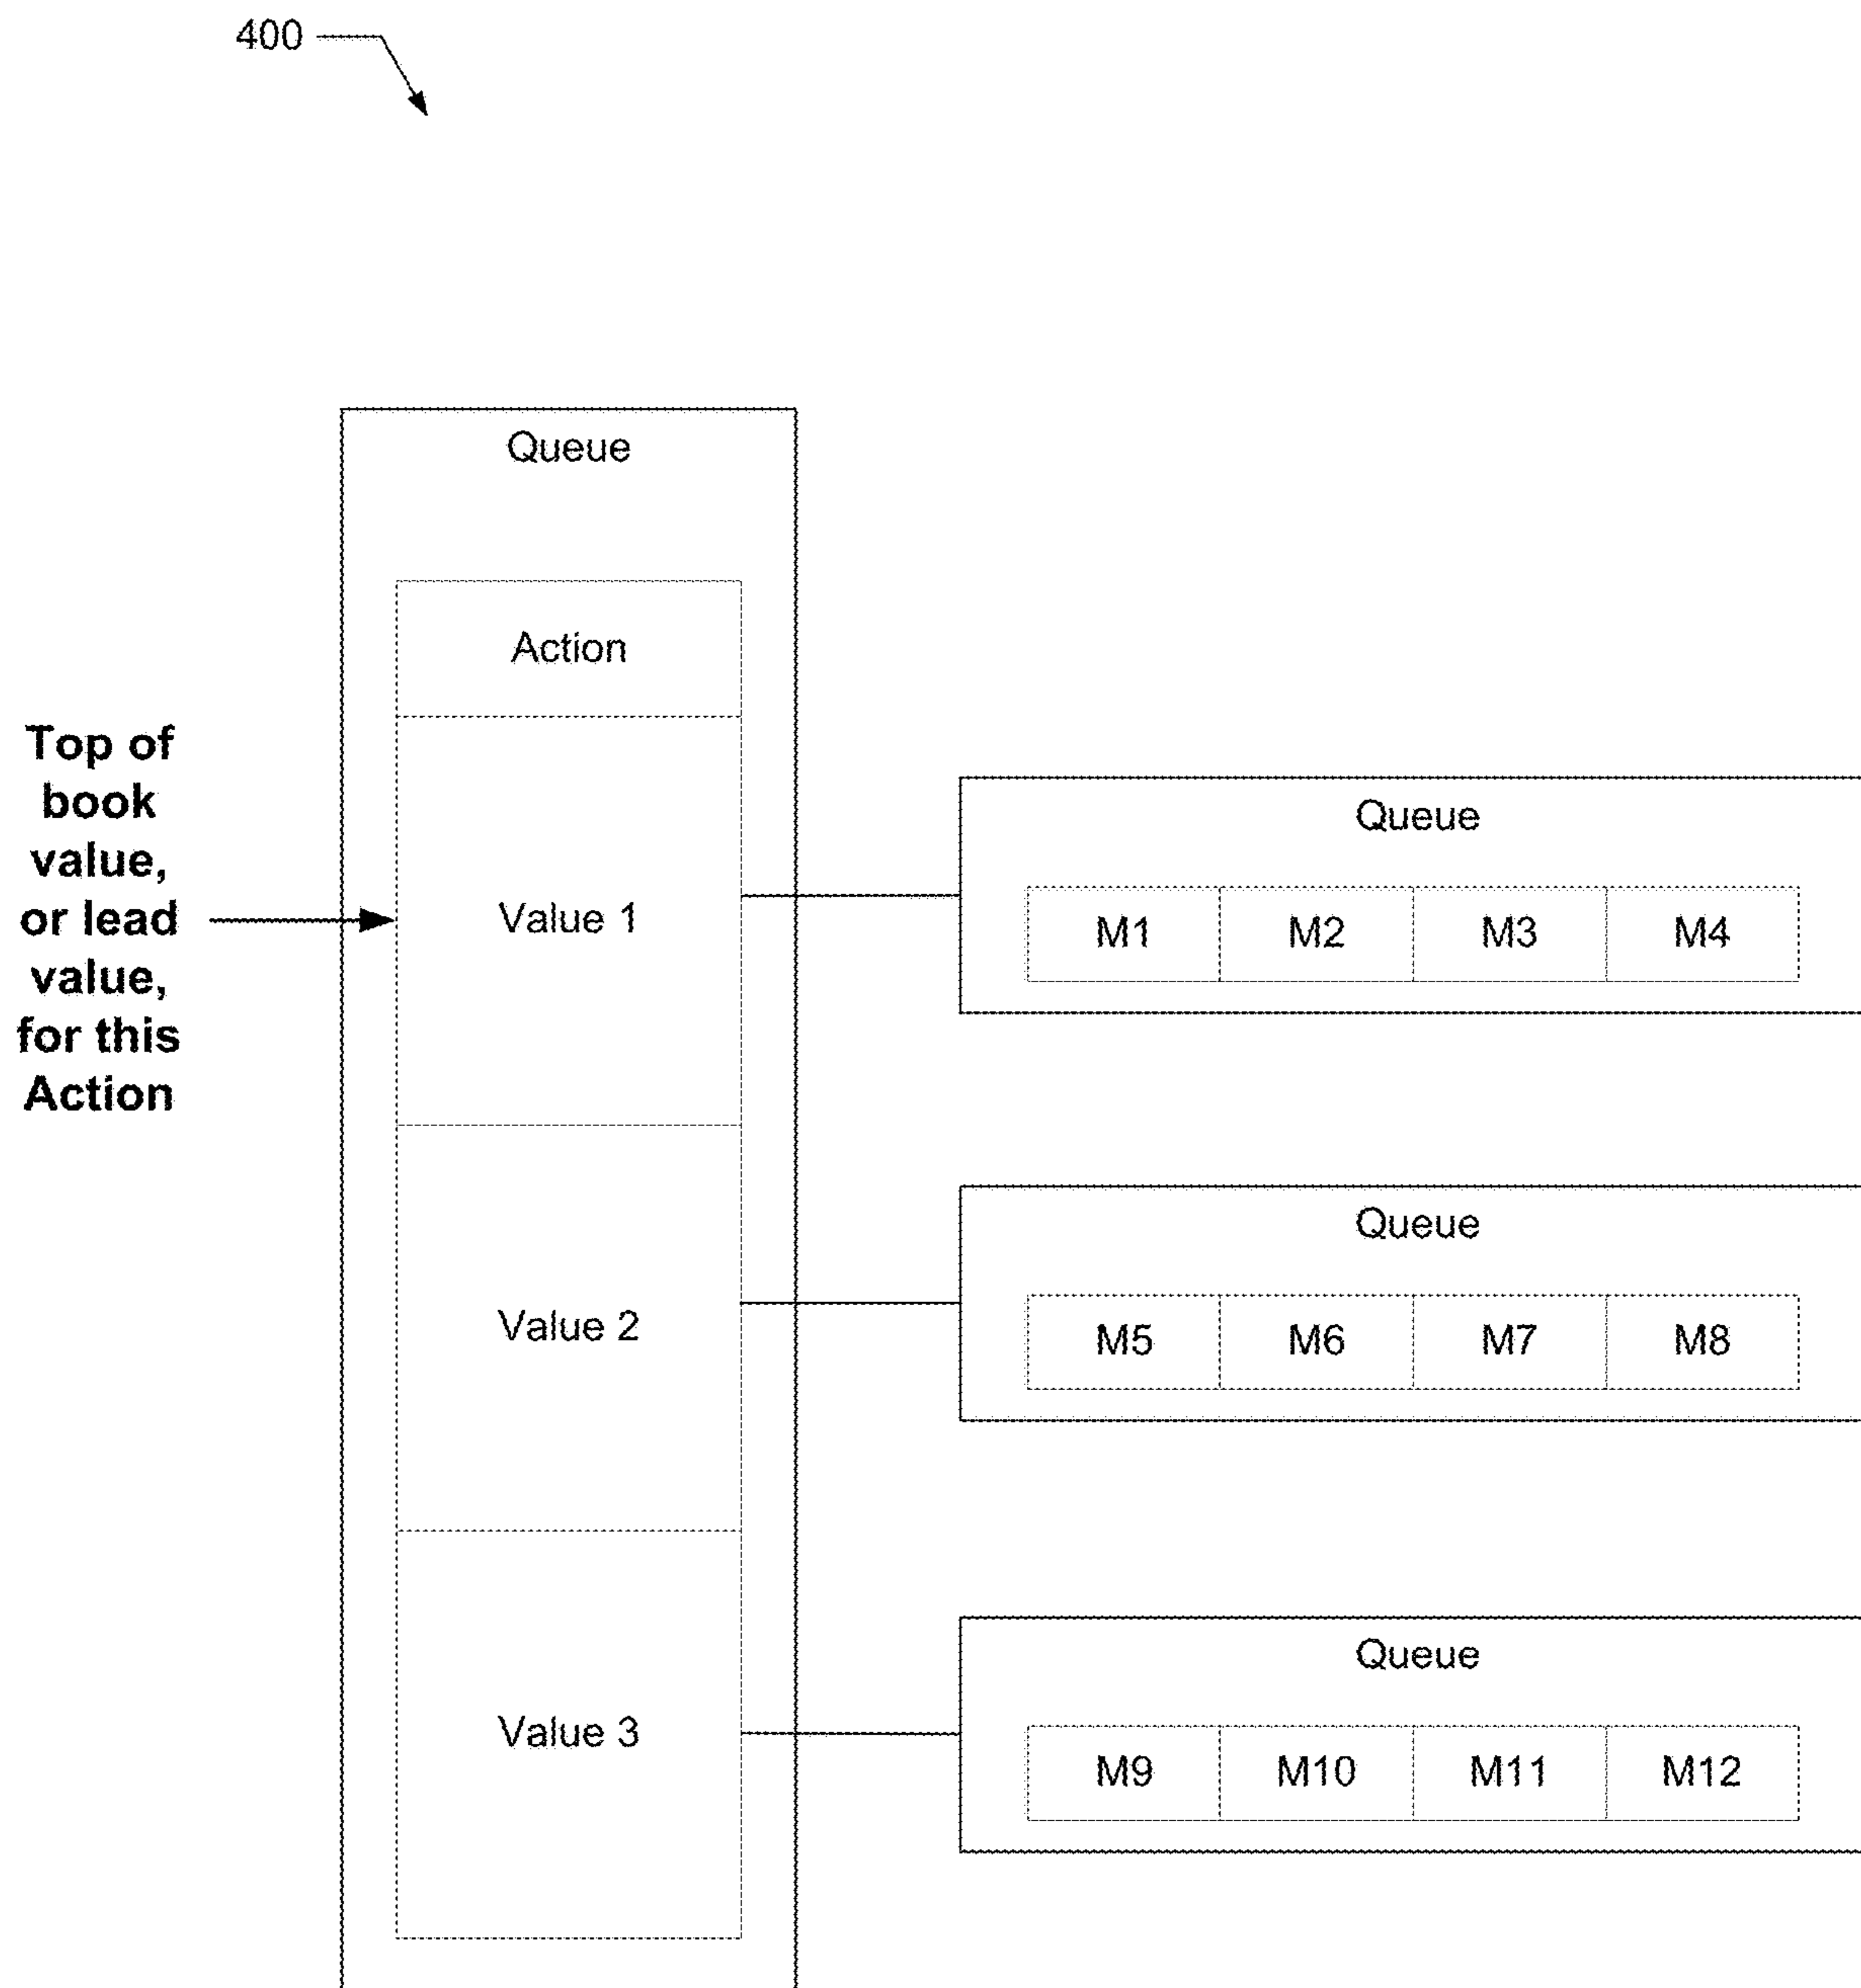 400
Queue
Action
Top of
book
value,
or lead
value,
for this
Action
Value 1
Queue
M1 M2 M3 M4
Value 2
Queue
M5 M6 M7 M8
Value 3
Queue
M9 M10 M11 M12